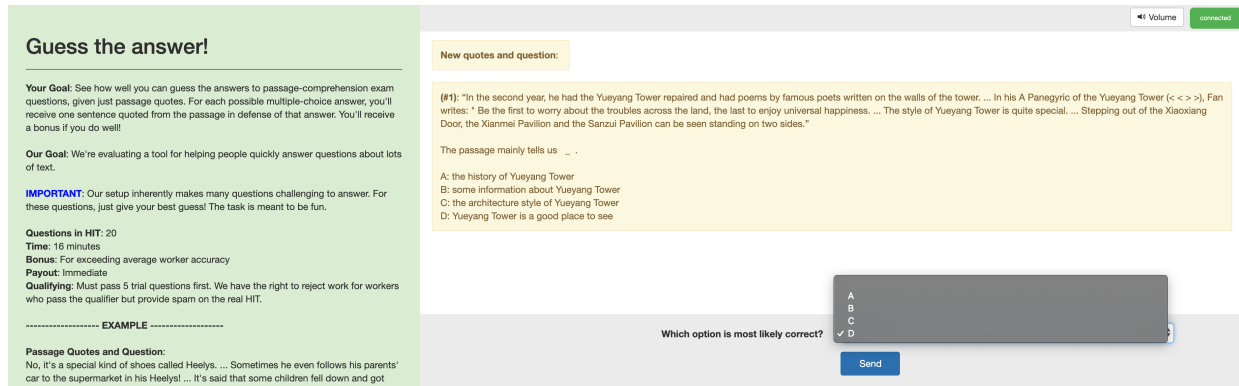 Guess the answer!
Your Goal: See how well you can guess the answers to passage-comprehension exam
questions, given just passage quotes. For each possible multiple-choice answer, you'll
receive one sentence quoted from the passage in defense of that answer. You'll receive
a bonus if you do well!
Our Goal: We're evaluating a tool for helping people quickly answer questions about lots
of text.
IMPORTANT: Our setup inherently makes many questions challenging to answer. For
these questions, just give your best guess! The task is meant to be fun.
Questions in HIT: 20
Time: 16 minutes
Bonus: For exceeding average worker accuracy
Payout: Immediate
Qualifying: Must pass 5 trial questions first. We have the right to reject work for workers
who pass the qualifier but provide spam on the real HIT.
------------------- EXAMPLE -------------------
Passage Quotes and Question:
No, it's a special kind of shoes called Heelys. ... Sometimes he even follows his parents'
car to the supermarket in his Heelys! ... It's said that some children fell down and got
Volume
connected
New quotes and question:
(#1): "In the second year, he had the Yueyang Tower repaired and had poems by famous poets written on the walls of the tower. ... In his A Panegyric of the Yueyang Tower (< < > >), Fan
writes: " Be the first to worry about the troubles across the land, the last to enjoy universal happiness. ... The style of Yueyang Tower is quite special. ... Stepping out of the Xiaoxiang
Door, the Xianmei Pavilion and the Sanzui Pavilion can be seen standing on two sides."
The passage mainly tells us _ .
A: the history of Yueyang Tower
B: some information about Yueyang Tower
C: the architecture style of Yueyang Tower
D: Yueyang Tower is a good place to see
Which option is most likely correct?
A
B
C
✓ D
Send